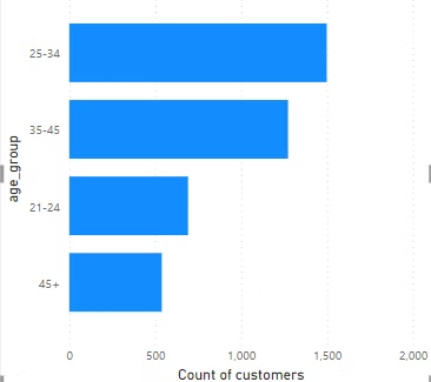 age_group
25-34
35-45
21-24
45+
0 500 1,000 1,500 2,000
Count of customers